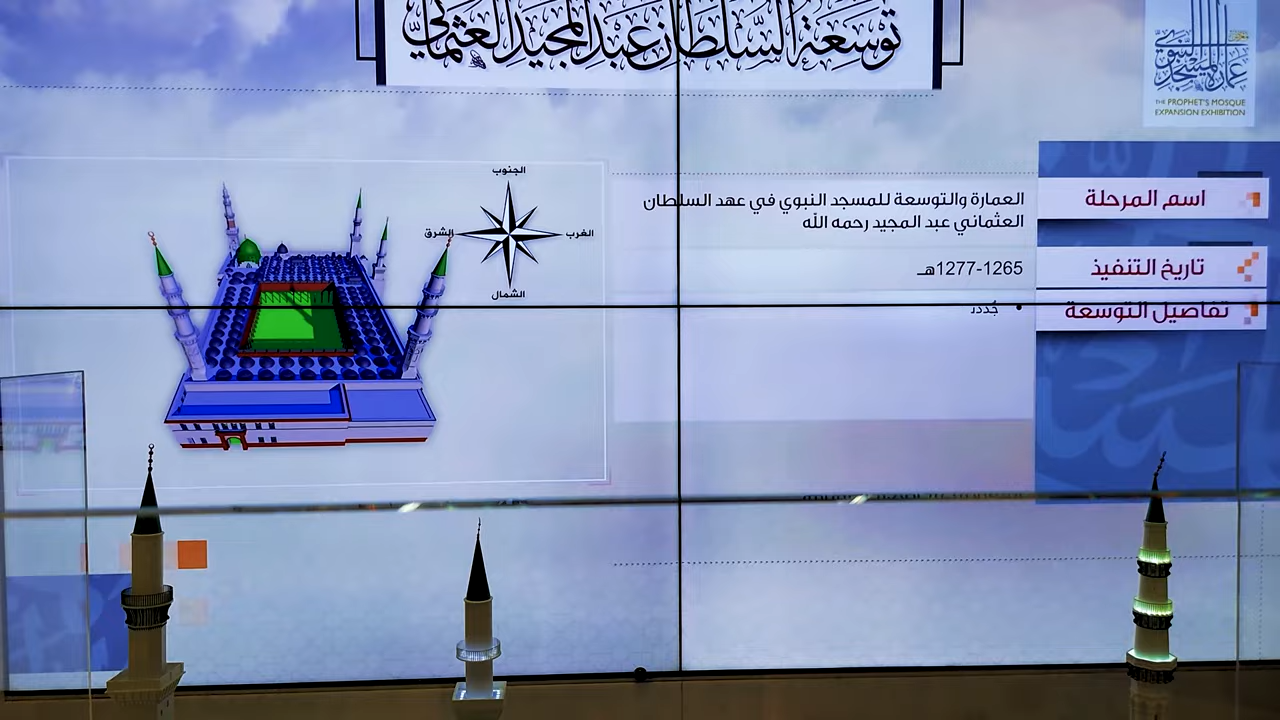 توسعة السلطان عبد المجيد العثماني
عمارة المسجد النبوي
THE PROPHET'S MOSQUE
EXPANSION EXHIBITION
اسم المرحلة
العمارة والتوسعة للمسجد النبوي في عهد السلطان
العثماني عبد المجيد رحمه الله
تاريخ التنفيذ
1265-1277هـ
تفاصيل التوسعة
الجنوب
الشرق
الغرب
الشمال